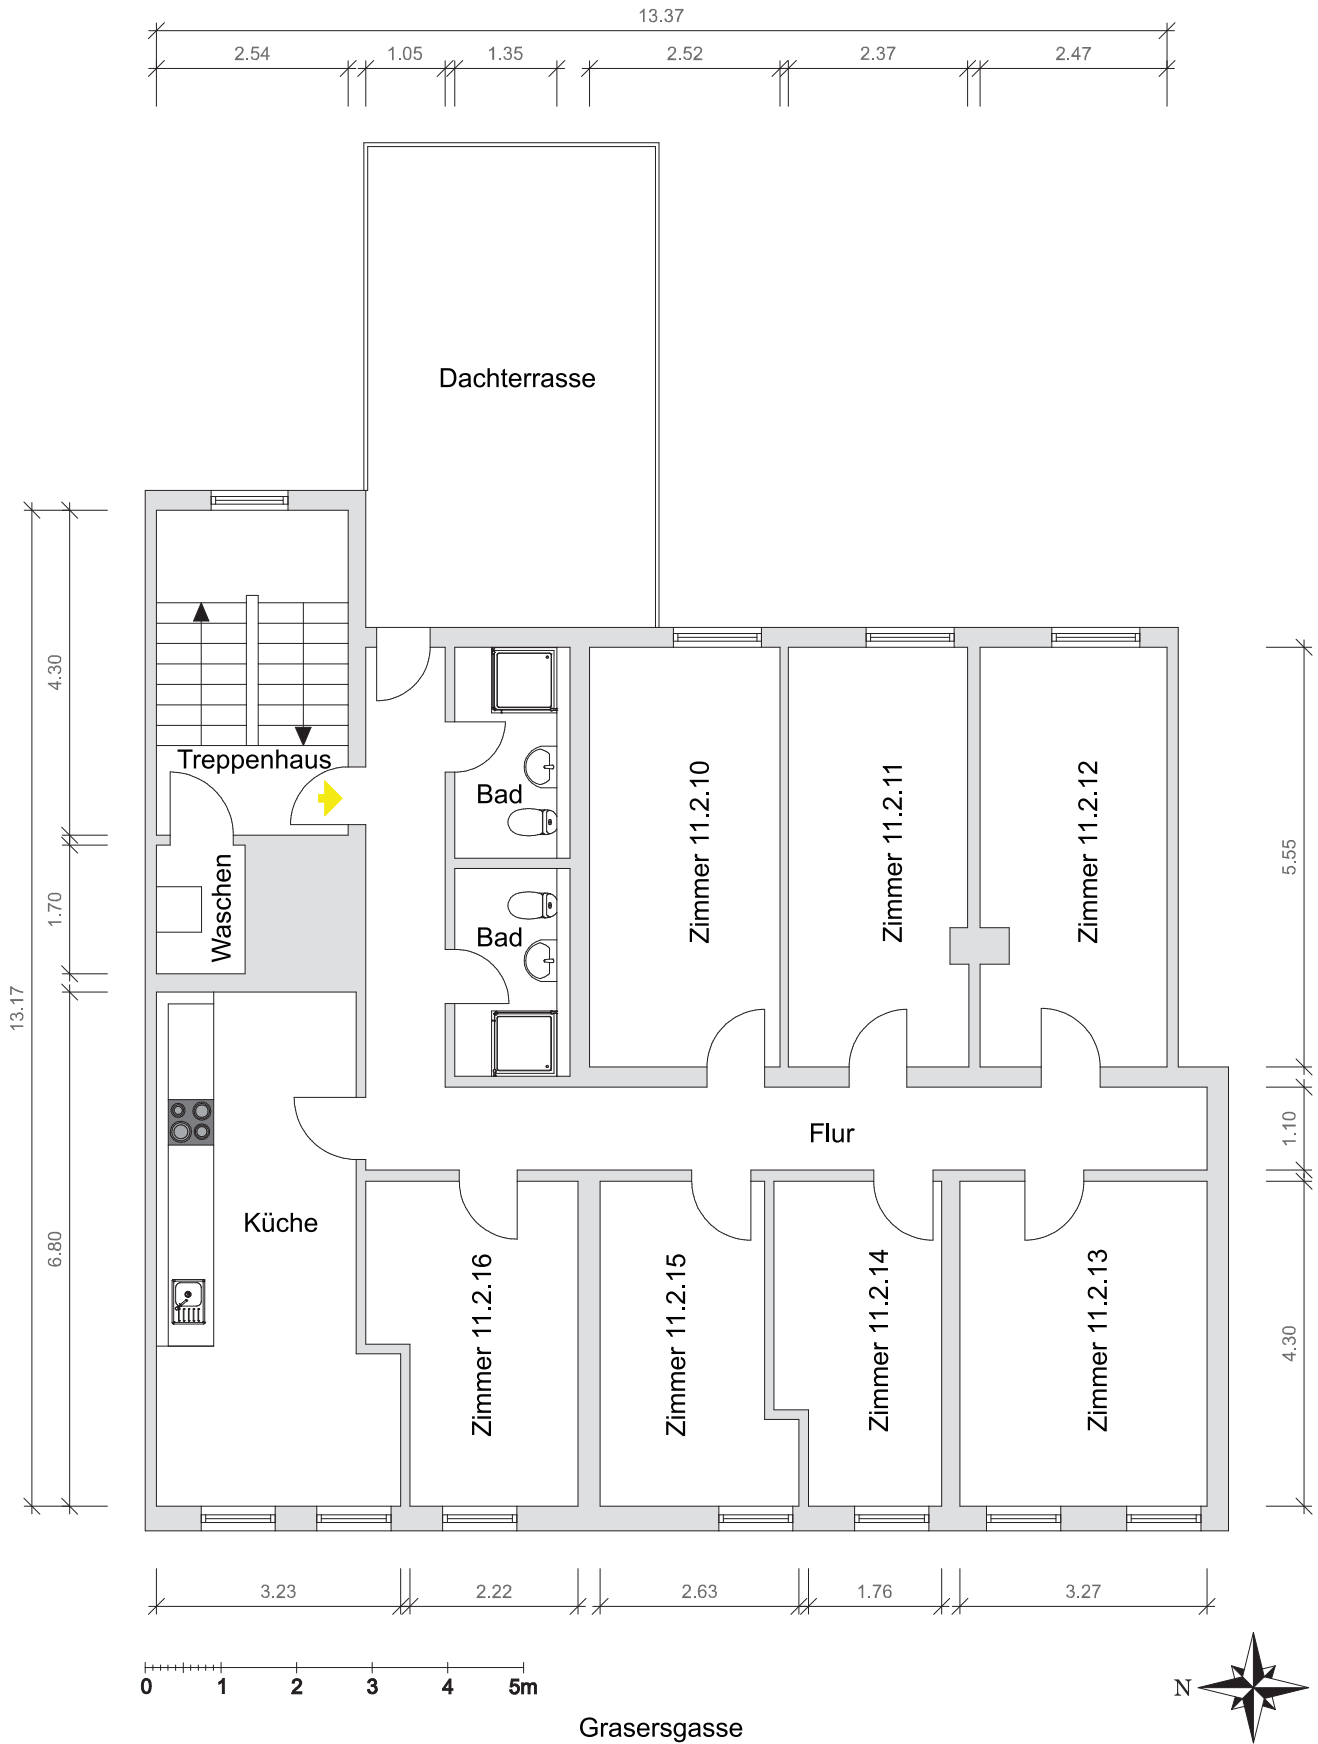 13.37
2.54 1.05 1.35 2.52 2.37 2.47
Dachterrasse
4.30
Treppenhaus
Bad
Zimmer 11.2.10
Zimmer 11.2.11
Zimmer 11.2.12
5.55
1.70
Waschen
Bad
13.17
Flur
1.10
Küche
6.80
Zimmer 11.2.16
Zimmer 11.2.15
Zimmer 11.2.14
Zimmer 11.2.13
4.30
3.23 2.22 2.63 1.76 3.27
0 1 2 3 4 5m
N
Grasersgasse